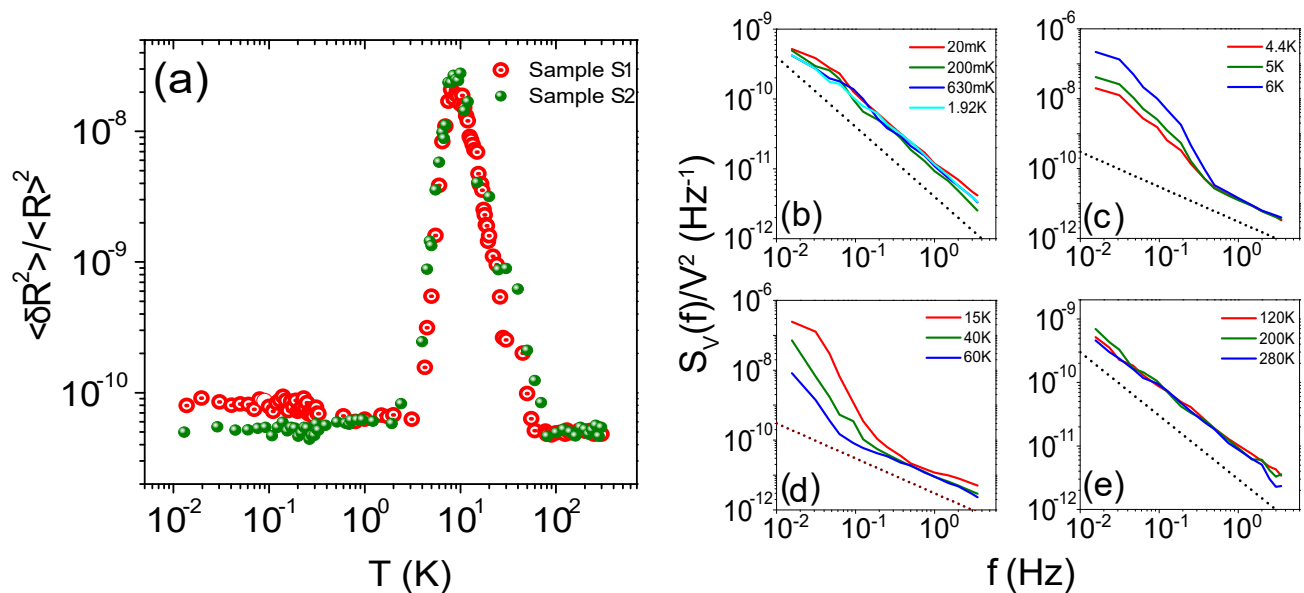 (a)
Sample S1
Sample S2
<δR²>/<R>²
10⁻⁸
10⁻⁹
10⁻¹⁰
10⁻²
10⁻¹
10⁰
10¹
10²
T (K)
S_V(f)/V² (Hz⁻¹)
f (Hz)
(b)
20mK
200mK
630mK
1.92K
10⁻⁹
10⁻¹⁰
10⁻¹¹
10⁻¹²
10⁻²
10⁻¹
10⁰
(c)
4.4K
5K
6K
10⁻⁶
10⁻⁸
10⁻¹⁰
10⁻¹²
10⁻²
10⁻¹
10⁰
(d)
15K
40K
60K
10⁻⁶
10⁻⁸
10⁻¹⁰
10⁻¹²
10⁻²
10⁻¹
10⁰
(e)
120K
200K
280K
10⁻⁹
10⁻¹⁰
10⁻¹¹
10⁻¹²
10⁻²
10⁻¹
10⁰